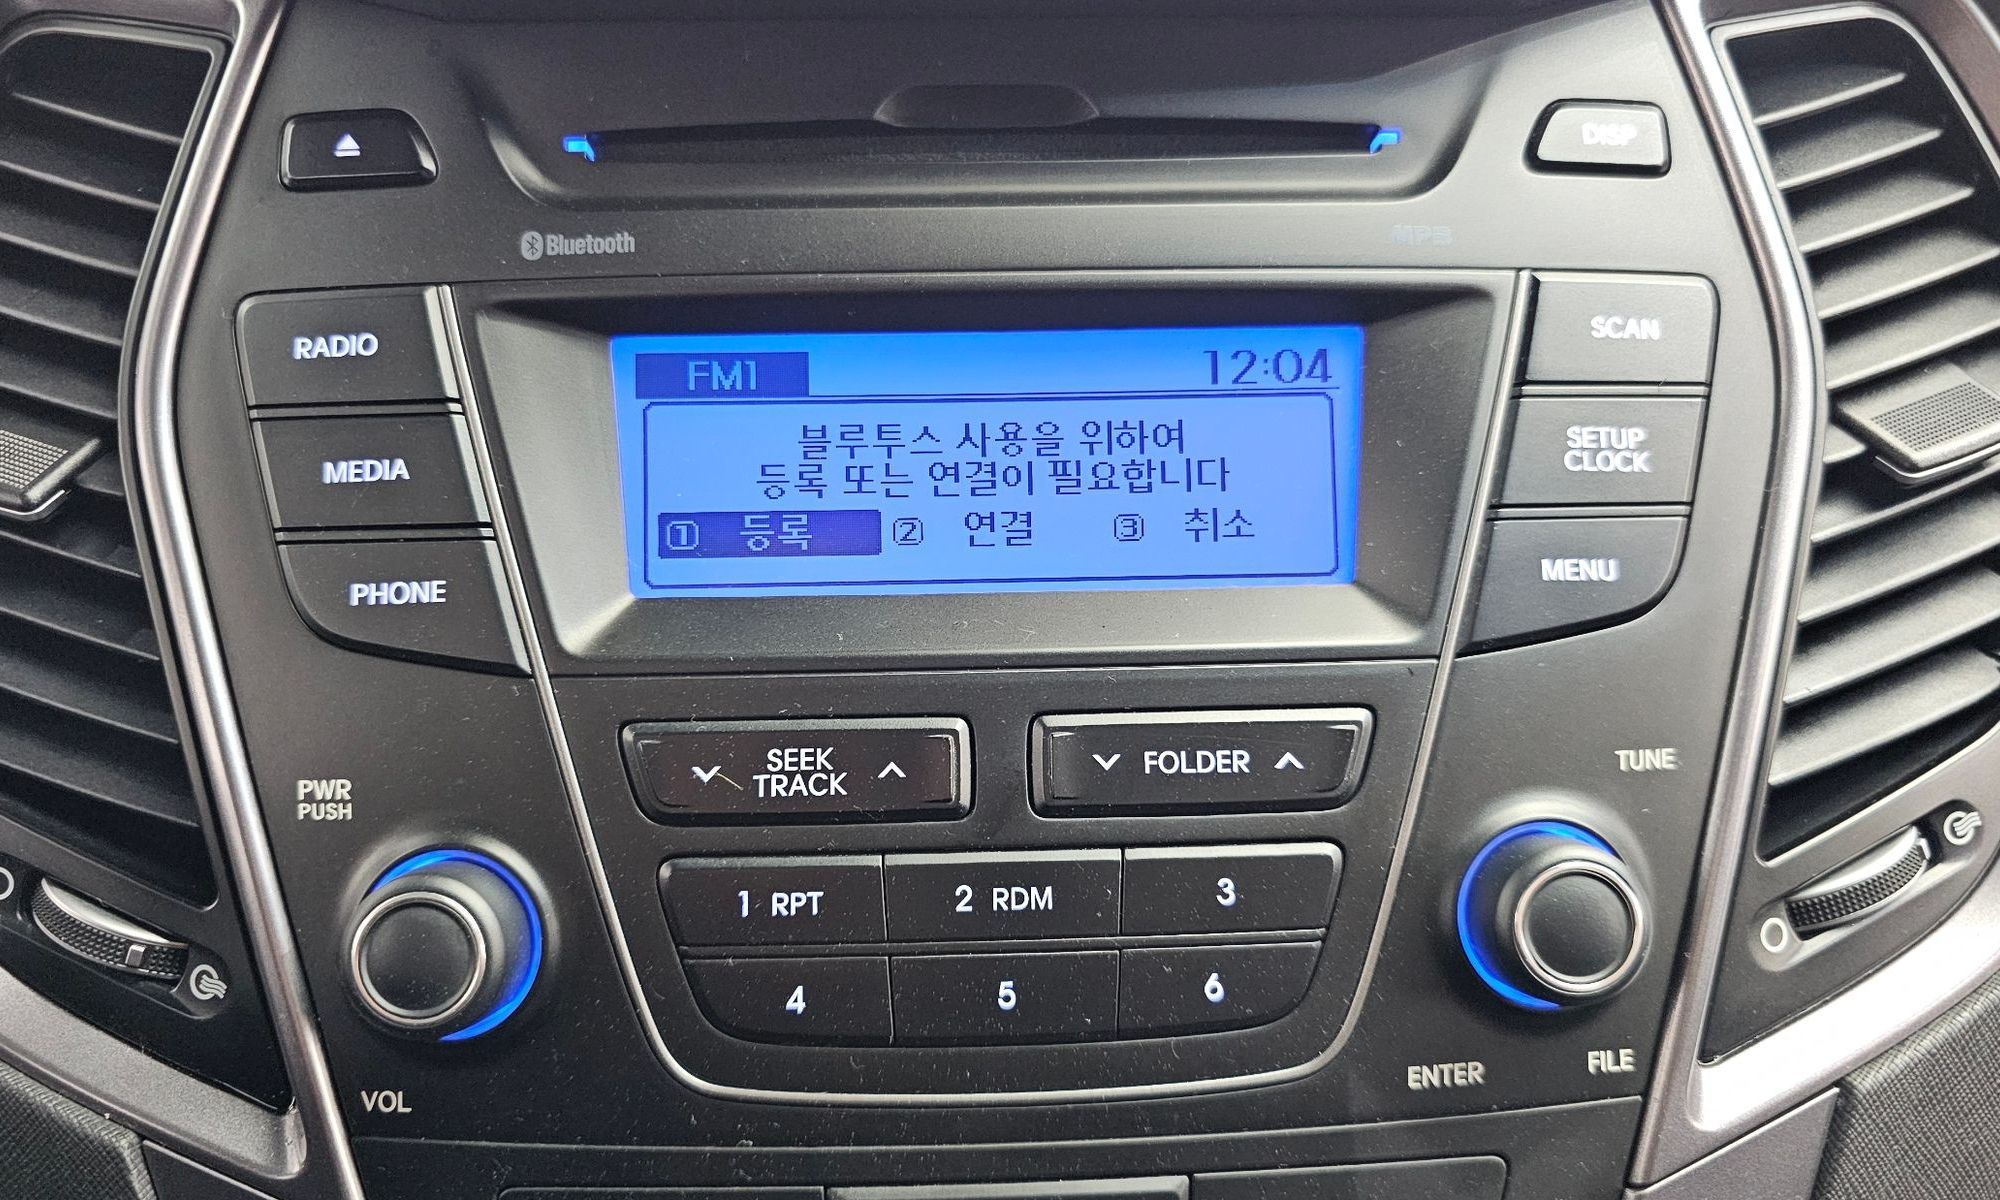 DISP
Bluetooth
MP3
RADIO
MEDIA
PHONE
FM1 12:04
블루투스 사용을 위하여
등록 또는 연결이 필요합니다
① 등록 ② 연결 ③ 취소
SCAN
SETUP
CLOCK
MENU
SEEK
TRACK
FOLDER
PWR
PUSH
TUNE
1 RPT
2 RDM
3
4
5
6
VOL
ENTER
FILE